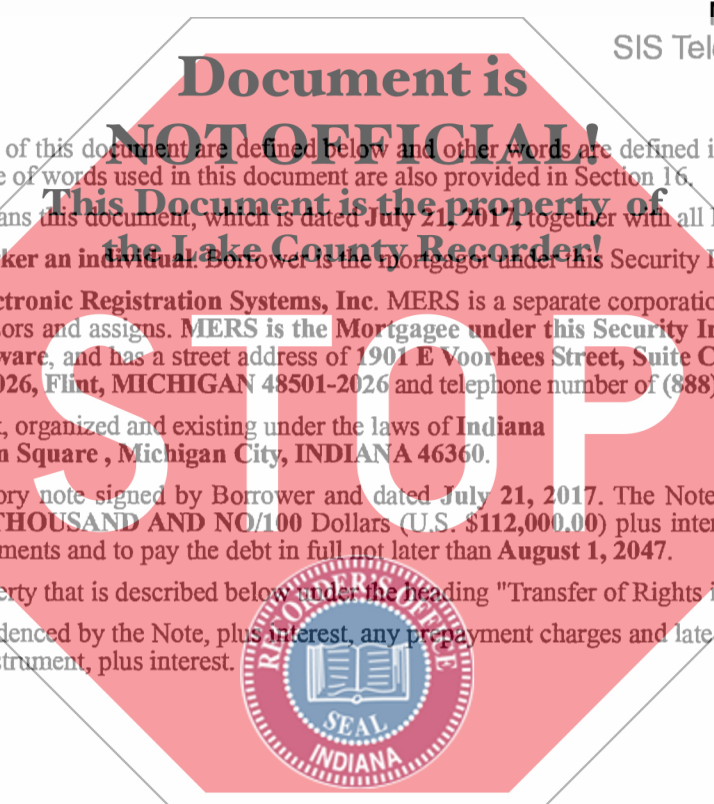 SIS Tel
Document is
NOT OFFICIAL!
of this document are defined below and other words are defined i
e of words used in this document are also provided in Section 16.
This Document is the property of
ans this document, which is dated July 21, 2017, together with all
the Lake County Recorder!
ker an individual. Borrower is the mortgagor under this Security I
ctronic Registration Systems, Inc. MERS is a separate corporatio
ors and assigns. MERS is the Mortgagee under this Security In
ware, and has a street address of 1901 E Voorhees Street, Suite C
026, Flint, MICHIGAN 48501-2026 and telephone number of (888)
STOP
, organized and existing under the laws of Indiana
n Square , Michigan City, INDIANA 46360.
ory note signed by Borrower and dated July 21, 2017. The Note
THOUSAND AND NO/100 Dollars (U.S. $112,000.00) plus inter
ments and to pay the debt in full not later than August 1, 2047.
erty that is described below under the heading "Transfer of Rights i
denced by the Note, plus interest, any prepayment charges and late
strument, plus interest.
RECORDER'S OFFICE
SEAL
INDIANA